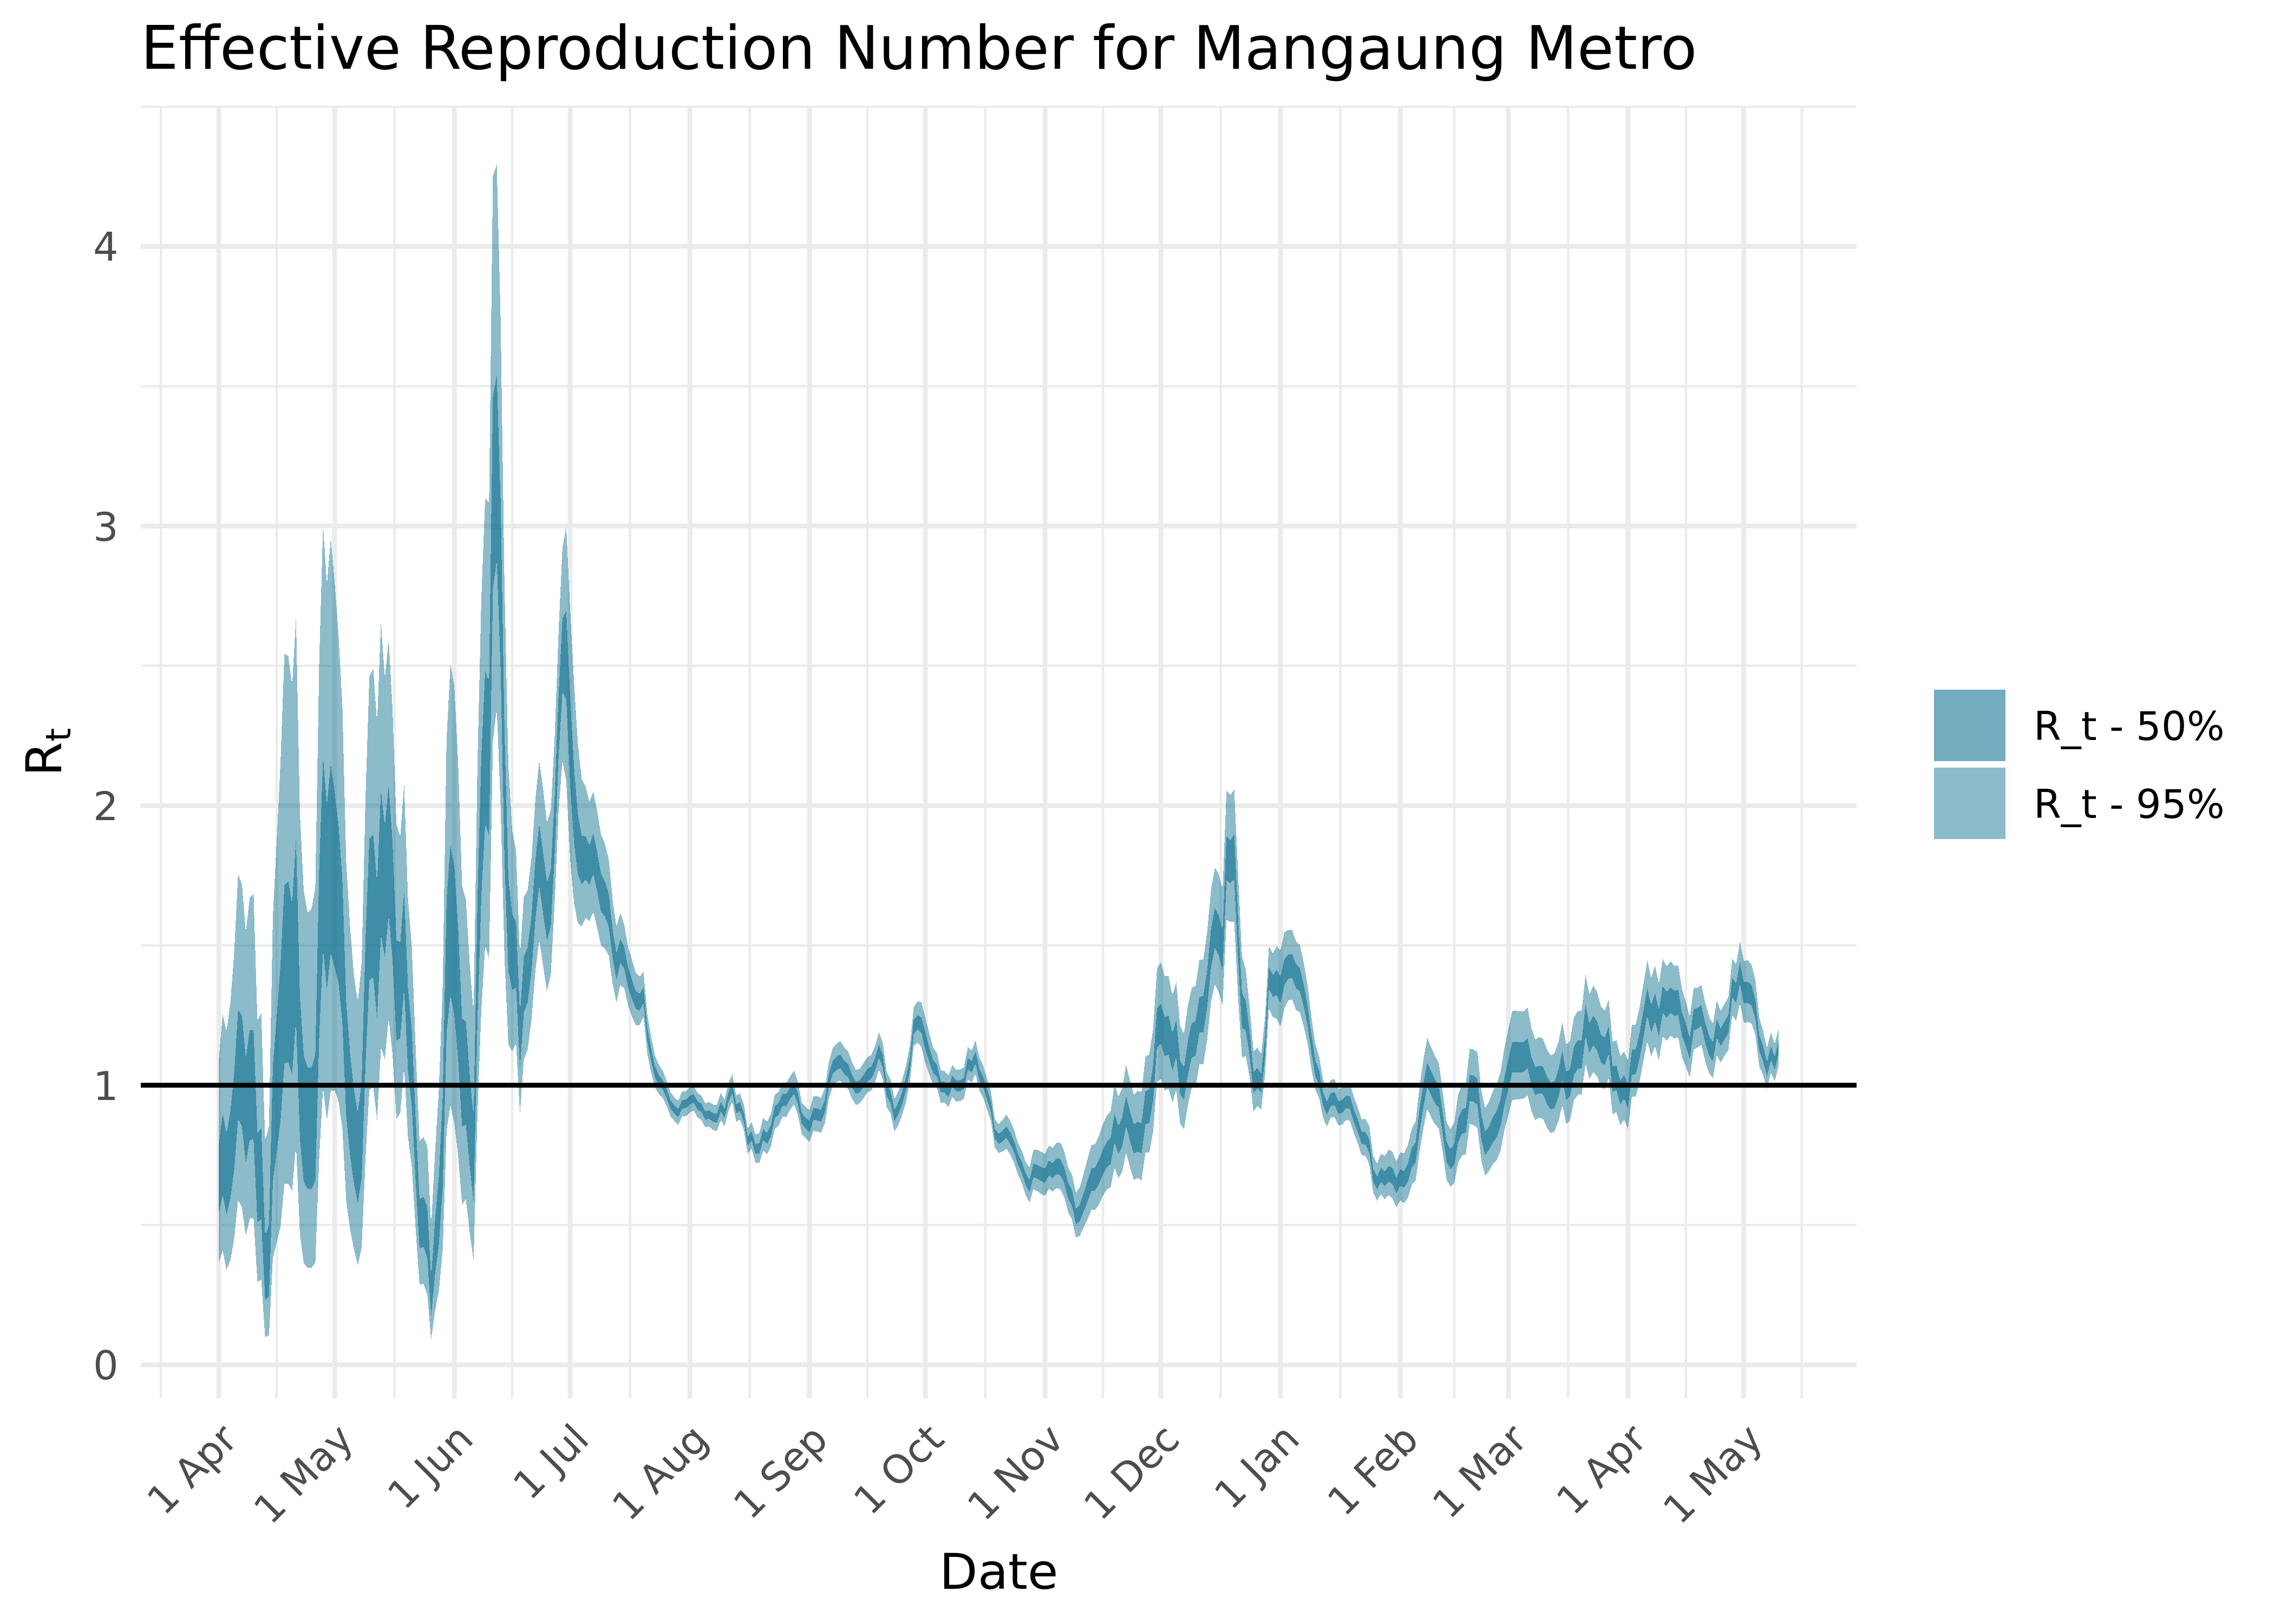 Effective Reproduction Number for Mangaung Metro
R_t
4
3
2
1
0
1 Apr
1 May
1 Jun
1 Jul
1 Aug
1 Sep
1 Oct
1 Nov
1 Dec
1 Jan
1 Feb
1 Mar
1 Apr
1 May
Date
R_t - 50%
R_t - 95%